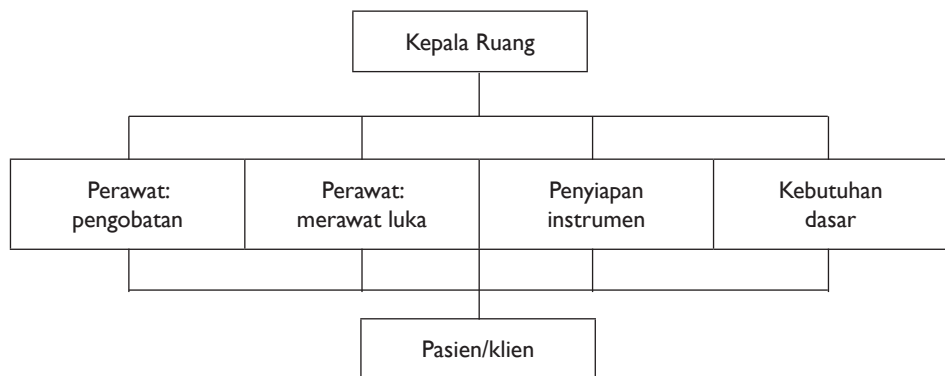 Kepala Ruang
Perawat:
pengobatan
Perawat:
merawat luka
Penyiapan
instrumen
Kebutuhan
dasar
Pasien/klien